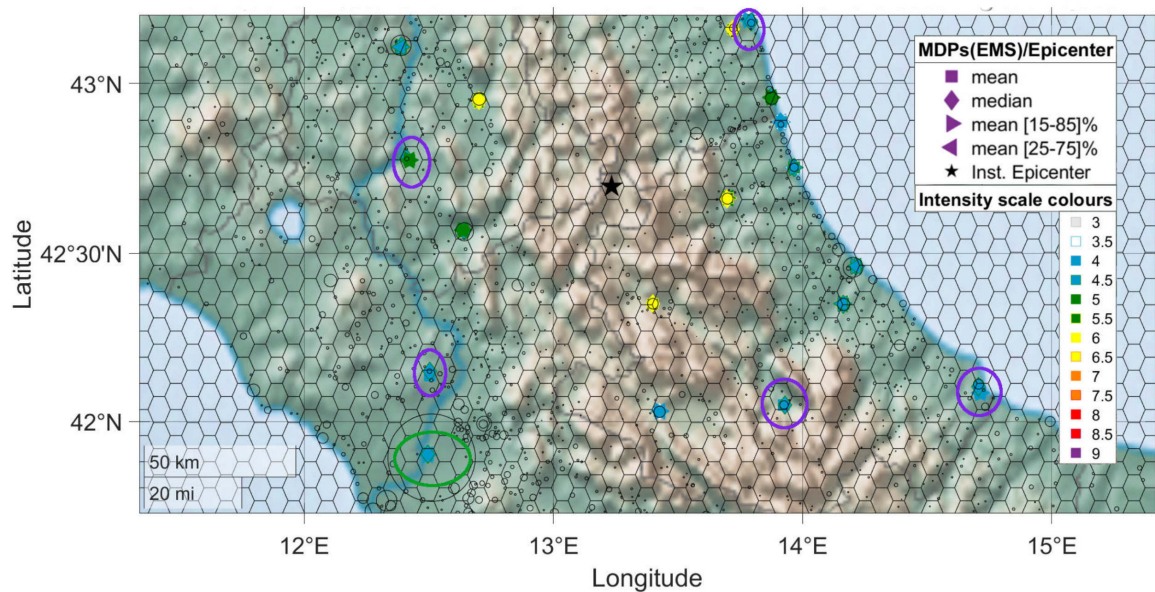 MDPs(EMS)/Epicenter
mean
median
mean [15-85]%
mean [25-75]%
Inst. Epicenter
Intensity scale colours
3
3.5
4
4.5
5
5.5
6
6.5
7
7.5
8
8.5
9
43°N
42°30'N
42°N
Latitude
50 km
20 mi
12°E
13°E
14°E
15°E
Longitude